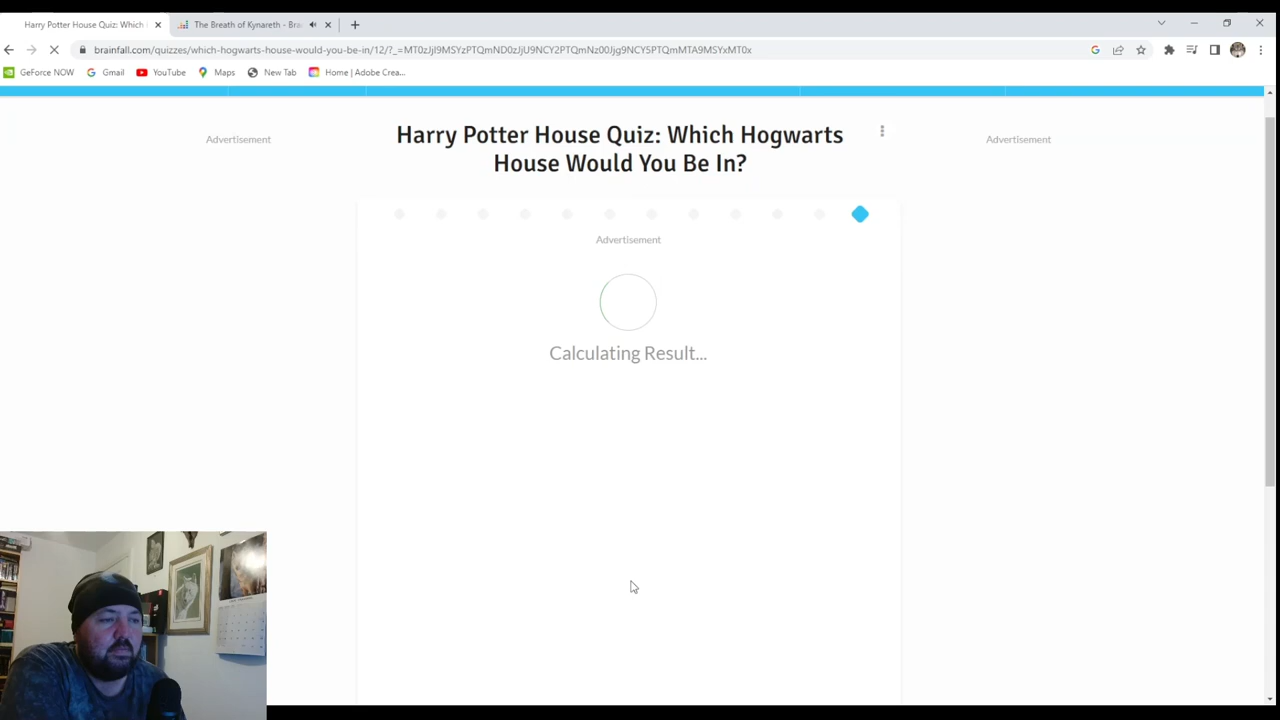 Harry Potter House Quiz: Which
The Breath of Kynareth - Bra
brainfall.com/quizzes/which-hogwarts-house-would-you-be-in/12/?_=MT0zJjI9MSYzPTQmND0zJjU9NCY2PTQmNz00Jjg9NCY5PTQmMTA9MSYxMT0x
GeForce NOW
Gmail
YouTube
Maps
New Tab
Home | Adobe Crea...
Advertisement
Harry Potter House Quiz: Which Hogwarts
House Would You Be In?
Advertisement
Advertisement
Calculating Result...